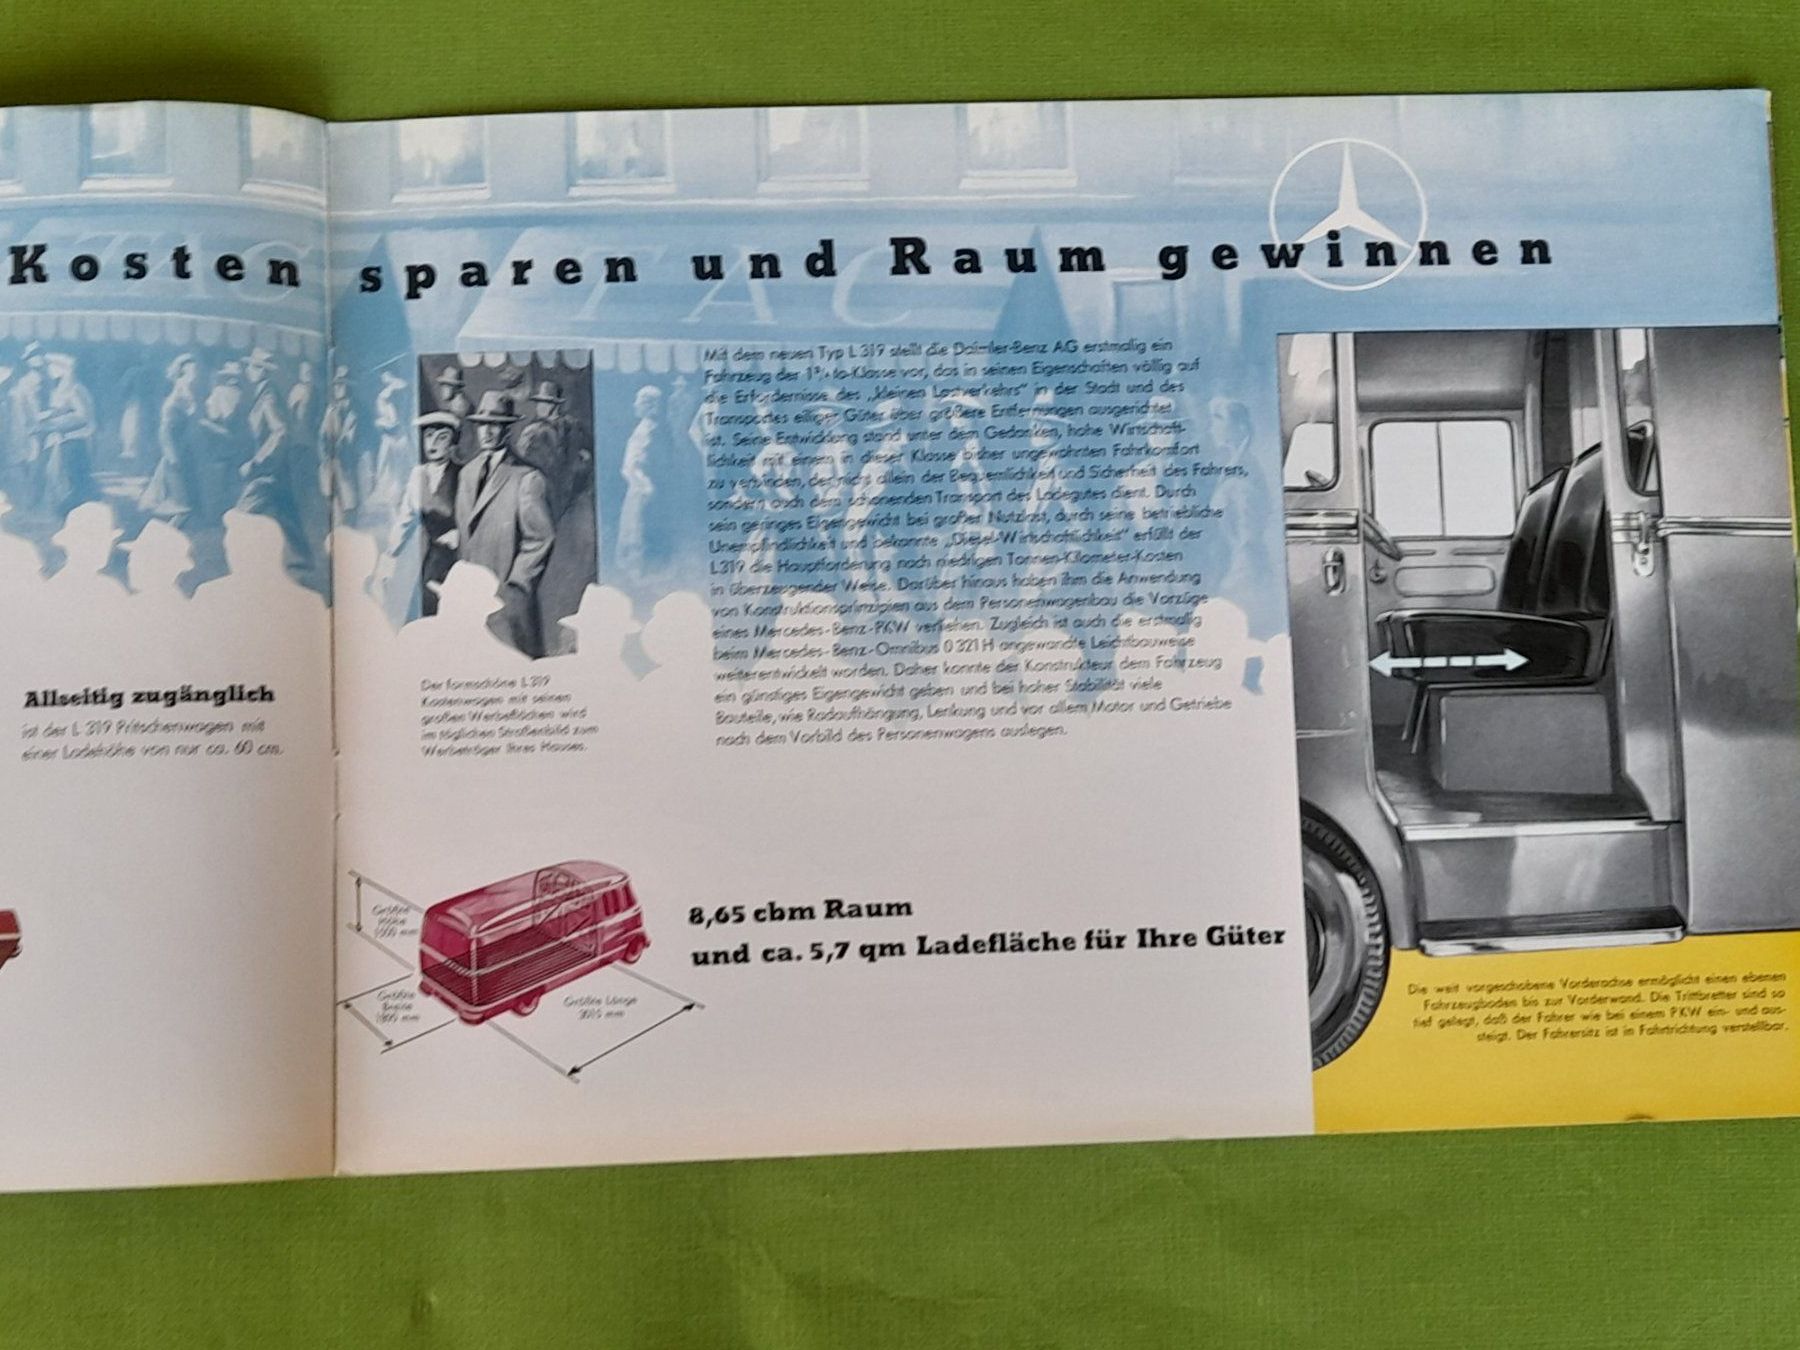 Kosten sparen und Raum gewinnen
Allseitig zugänglich
ist der L 319 Pritschenwagen mit
einer Ladehöhe von nur ca. 60 cm.
Der formschöne L 319
Kastenwagen mit seinen
großen Werbeflächen wird
im täglichen Straßenbild zum
Werbeträger Ihres Hauses.
Mit dem neuen Typ L 319 stellt die Daimler-Benz AG erstmalig ein
Fahrzeug der 1¾ to-Klasse vor, das in seinen Eigenschaften völlig auf
die Erfordernisse des „kleinen Lastverkehrs" in der Stadt und des
Transportes eiliger Güter über größere Entfernungen ausgerichtet
ist. Seine Entwicklung stand unter dem Gedanken, hohe Wirtschaft-
lichkeit mit einem in dieser Klasse bisher ungewohnten Fahrkomfort
zu verbinden, der nicht allein der Bequemlichkeit und Sicherheit des Fahrers,
sondern auch dem schonenden Transport des Ladegutes dient. Durch
sein geringes Eigengewicht bei großer Nutzlast, durch seine betriebliche
Unempfindlichkeit und bekannte „Diesel-Wirtschaftlichkeit" erfüllt der
L 319 die Hauptforderung nach niedrigen Tonnen-Kilometer-Kosten
in überzeugender Weise. Darüber hinaus haben ihm die Anwendung
von Konstruktionsprinzipien aus dem Personenwagenbau die Vorzüge
eines Mercedes-Benz-PKW verliehen. Zugleich ist auch die erstmalig
beim Mercedes-Benz-Omnibus O 321 H angewandte Leichtbauweise
weiterentwickelt worden. Daher konnte der Konstrukteur dem Fahrzeug
ein günstiges Eigengewicht geben und bei hoher Stabilität viele
Bauteile, wie Radaufhängung, Lenkung und vor allem Motor und Getriebe
nach dem Vorbild des Personenwagens auslegen.
TAC
Größte
Höhe
1500 mm
Größte
Breite
1800 mm
Größte Länge
3015 mm
8,65 cbm Raum
und ca. 5,7 qm Ladefläche für Ihre Güter
Die weit vorgeschobene Vorderachse ermöglicht einen ebenen
Fahrzeugboden bis zur Vorderwand. Die Trittbretter sind so
tief gelegt, daß der Fahrer wie bei einem PKW ein- und aus-
steigt. Der Fahrersitz ist in Fahrtrichtung verstellbar.